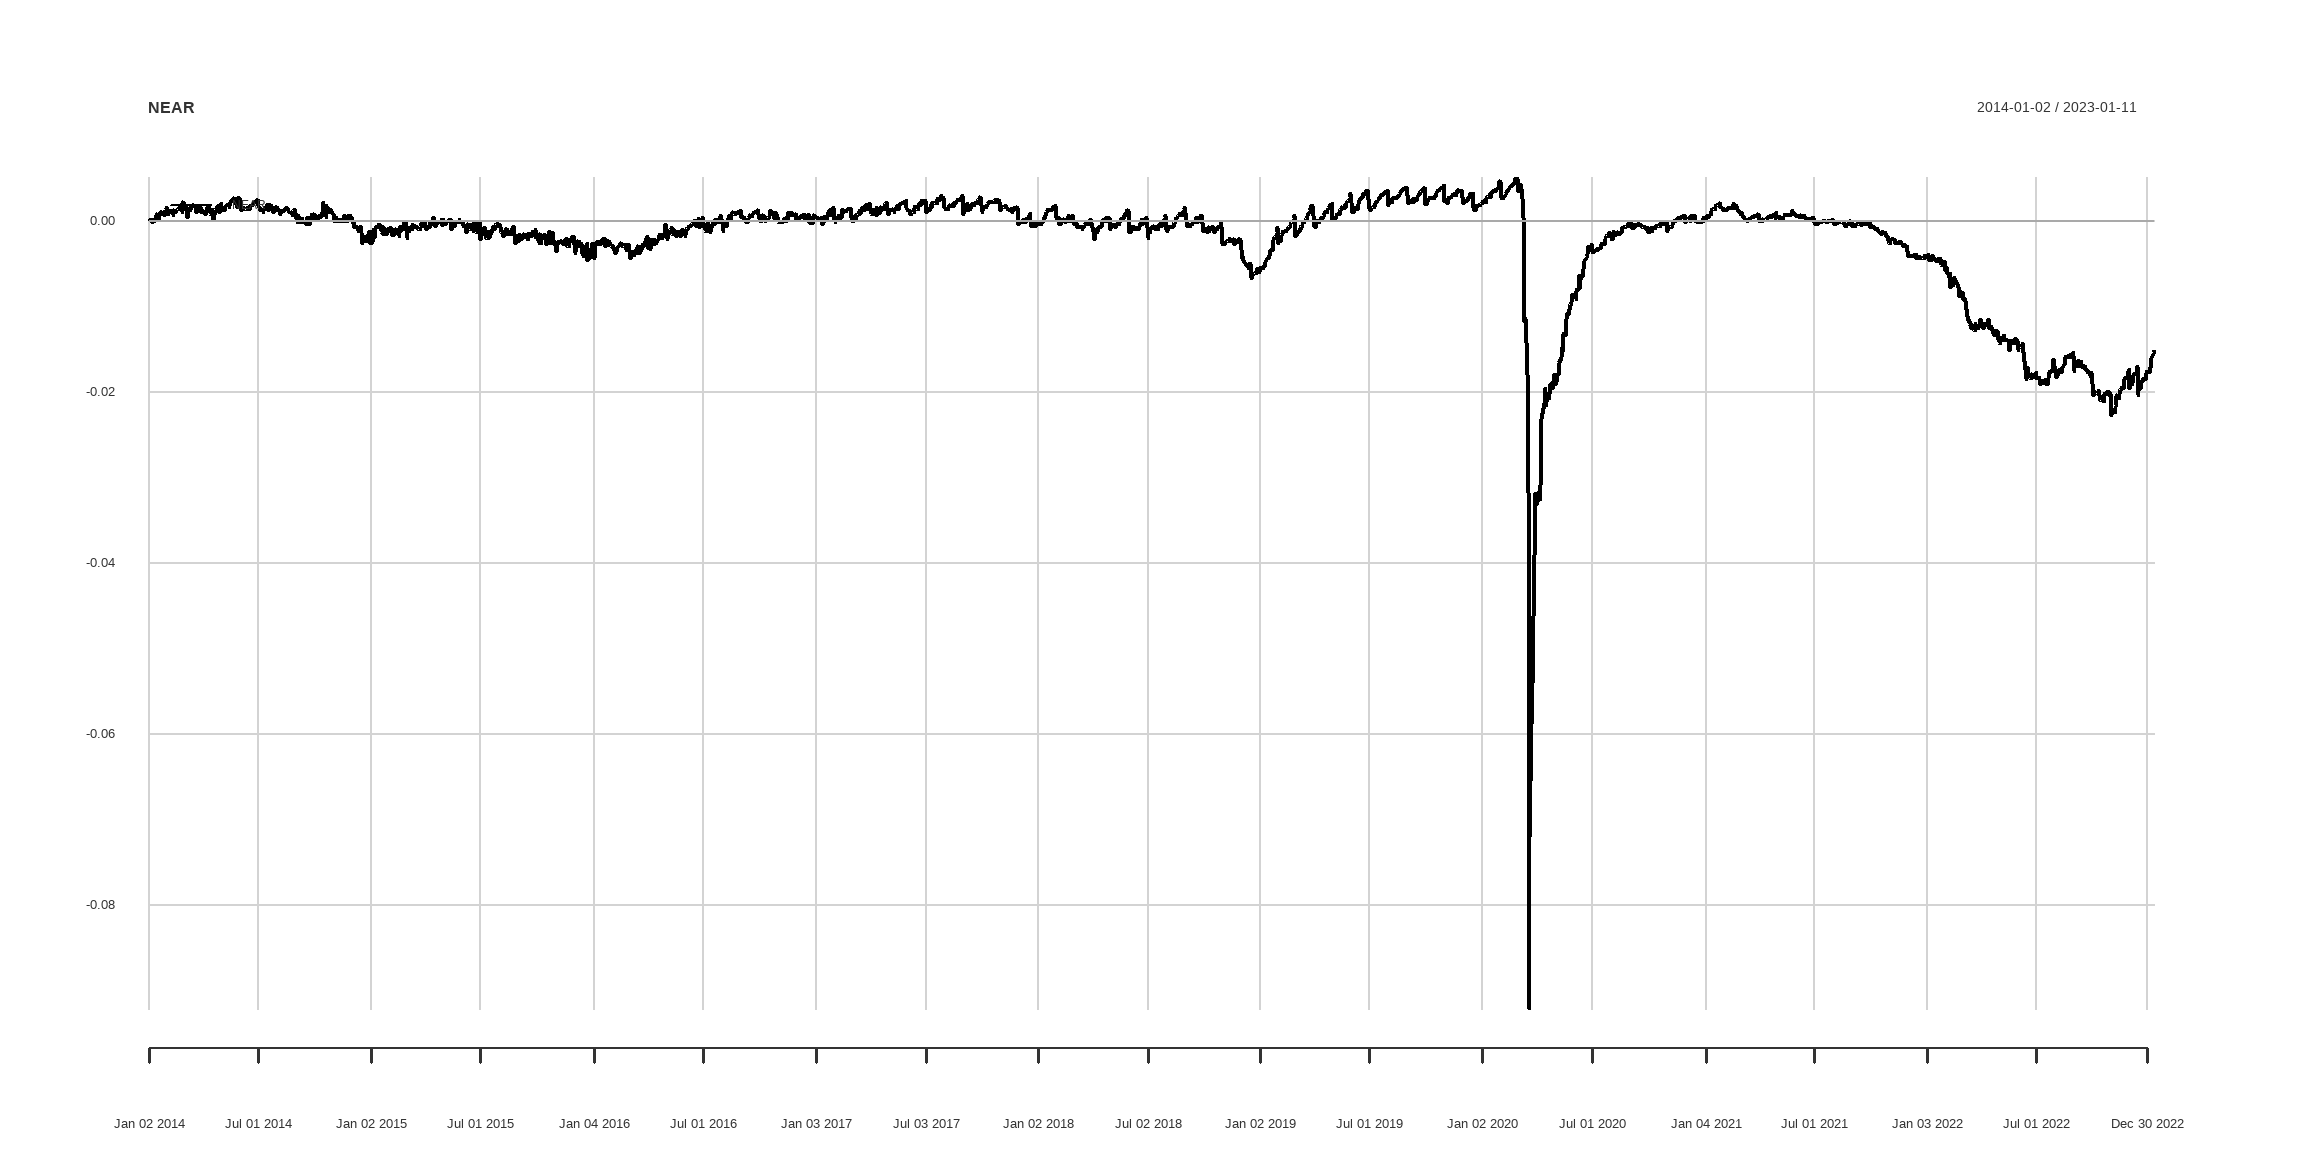 NEAR
2014-01-02 / 2023-01-11
NEAR
0.00
-0.02
-0.04
-0.06
-0.08
Jan 02 2014
Jul 01 2014
Jan 02 2015
Jul 01 2015
Jan 04 2016
Jul 01 2016
Jan 03 2017
Jul 03 2017
Jan 02 2018
Jul 02 2018
Jan 02 2019
Jul 01 2019
Jan 02 2020
Jul 01 2020
Jan 04 2021
Jul 01 2021
Jan 03 2022
Jul 01 2022
Dec 30 2022